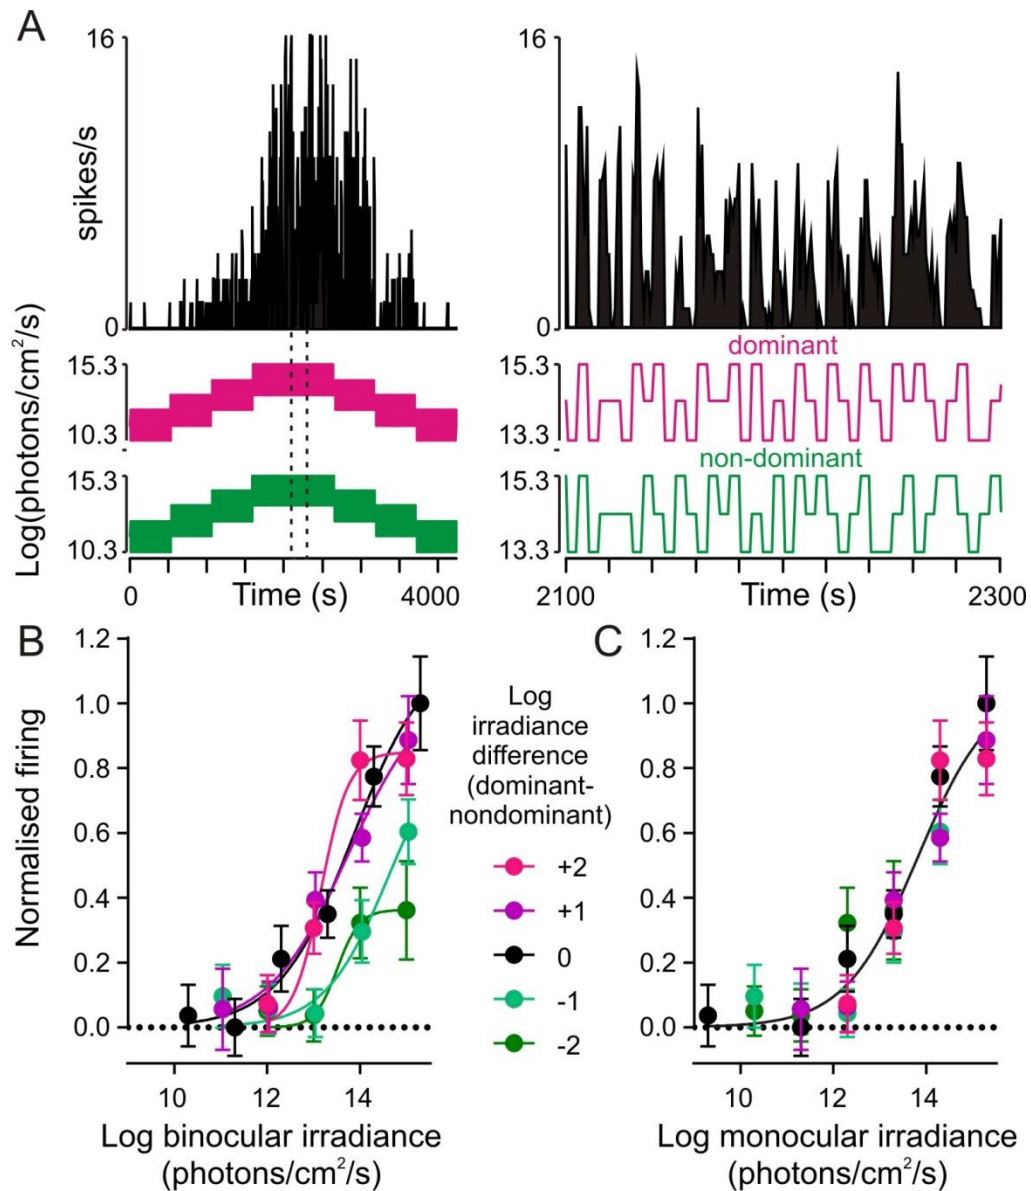 A
16
spikes/s
0
16
0
Log(photons/cm²/s)
15.3
10.3
15.3
10.3
0
Time (s)
4000
dominant
15.3
13.3
non-dominant
15.3
13.3
2100
Time (s)
2300
B
Normalised firing
1.2
1.0
0.8
0.6
0.4
0.2
0.0
10 12 14
Log binocular irradiance
(photons/cm²/s)
Log
irradiance
difference
(dominant-
nondominant)
+2
+1
0
-1
-2
C
1.2
1.0
0.8
0.6
0.4
0.2
0.0
10 12 14
Log monocular irradiance
(photons/cm²/s)